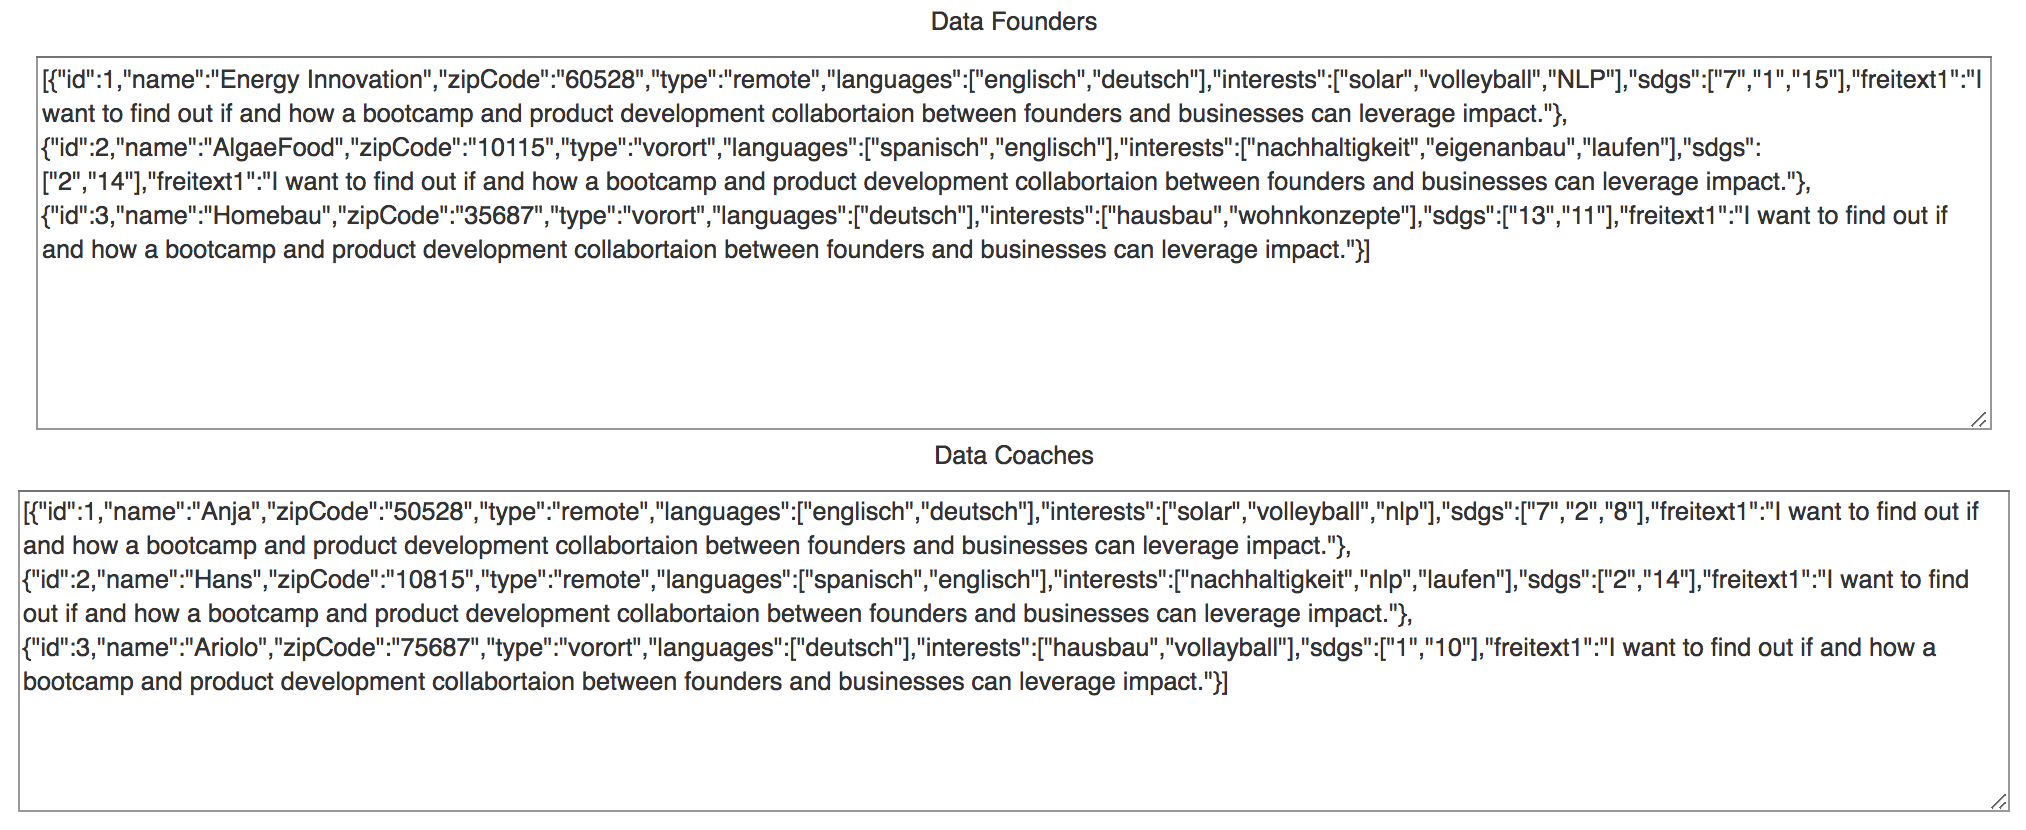 Data Founders
[{"id":1,"name":"Energy Innovation","zipCode":"60528","type":"remote","languages":["englisch","deutsch"],"interests":["solar","volleyball","NLP"],"sdgs":["7","1","15"],"freitext1":"I
want to find out if and how a bootcamp and product development collabortaion between founders and businesses can leverage impact."},
{"id":2,"name":"AlgaeFood","zipCode":"10115","type":"vorort","languages":["spanisch","englisch"],"interests":["nachhaltigkeit","eigenanbau","laufen"],"sdgs":
["2","14"],"freitext1":"I want to find out if and how a bootcamp and product development collabortaion between founders and businesses can leverage impact."},
{"id":3,"name":"Homebau","zipCode":"35687","type":"vorort","languages":["deutsch"],"interests":["hausbau","wohnkonzepte"],"sdgs":["13","11"],"freitext1":"I want to find out if
and how a bootcamp and product development collabortaion between founders and businesses can leverage impact."}]
Data Coaches
[{"id":1,"name":"Anja","zipCode":"50528","type":"remote","languages":["englisch","deutsch"],"interests":["solar","volleyball","nlp"],"sdgs":["7","2","8"],"freitext1":"I want to find out if
and how a bootcamp and product development collabortaion between founders and businesses can leverage impact."},
{"id":2,"name":"Hans","zipCode":"10815","type":"remote","languages":["spanisch","englisch"],"interests":["nachhaltigkeit","nlp","laufen"],"sdgs":["2","14"],"freitext1":"I want to find
out if and how a bootcamp and product development collabortaion between founders and businesses can leverage impact."},
{"id":3,"name":"Ariolo","zipCode":"75687","type":"vorort","languages":["deutsch"],"interests":["hausbau","vollayball"],"sdgs":["1","10"],"freitext1":"I want to find out if and how a
bootcamp and product development collabortaion between founders and businesses can leverage impact."}]